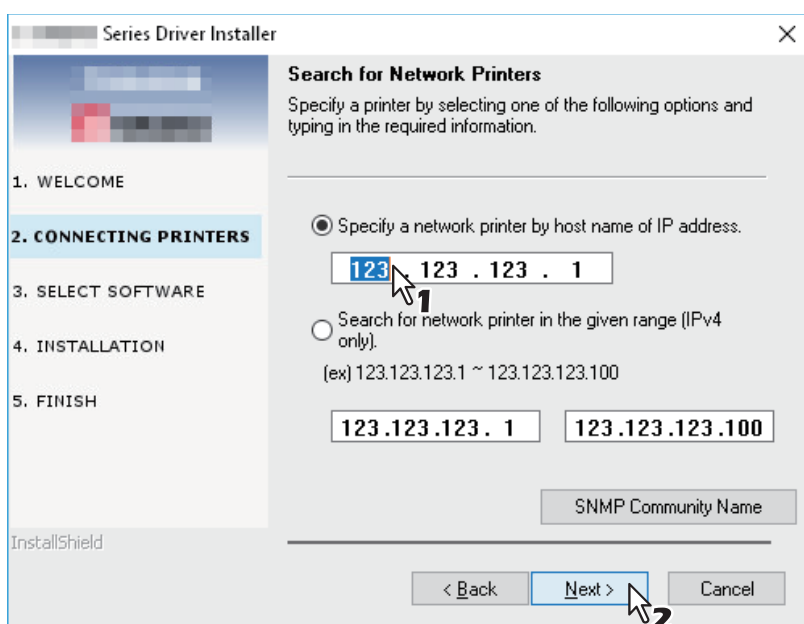 Series Driver Installer
Search for Network Printers
Specify a printer by selecting one of the following options and
typing in the required information.
1. WELCOME
2. CONNECTING PRINTERS
3. SELECT SOFTWARE
4. INSTALLATION
5. FINISH
Specify a network printer by host name of IP address.
123 . 123 . 123 . 1
1
Search for network printer in the given range (IPv4
only).
(ex) 123.123.123.1 ~ 123.123.123.100
123.123.123. 1
123.123.123.100
SNMP Community Name
InstallShield
< Back
Next >
Cancel
2